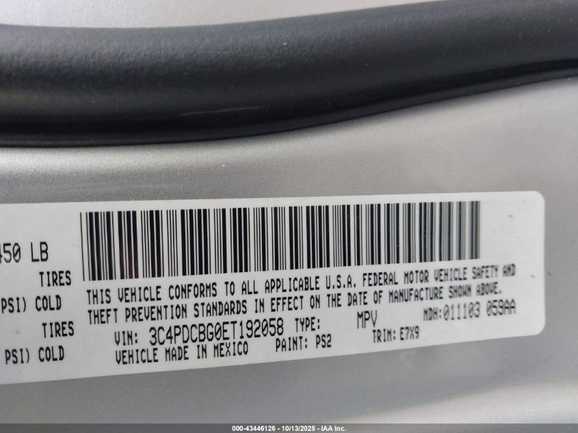 450 LB
TIRES
PSI) COLD
TIRES
PSI) COLD
THIS VEHICLE CONFORMS TO ALL APPLICABLE U.S.A. FEDERAL MOTOR VEHICLE SAFETY AND
THEFT PREVENTION STANDARDS IN EFFECT ON THE DATE OF MANUFACTURE SHOWN ABOVE.
VIN: 3C4PDCBG0ET192058 TYPE: MPV MDH: 011103 059AA
VEHICLE MADE IN MEXICO PAINT: PS2 TRIM: E7X9
000-43446126 - 10/13/2025 - IAA Inc.